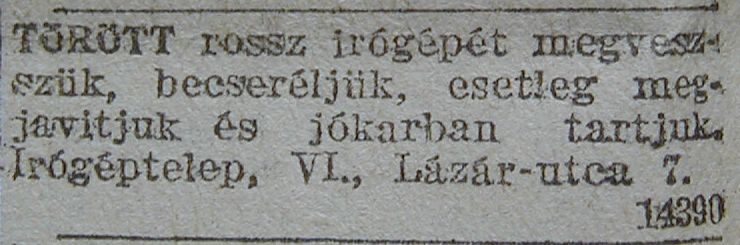 TÖRÖTT rossz irógépét megvesz-
szük, becseréljük, esetleg meg-
javitjuk és jókarban tartjuk.
Irógéptelep, VI., Lázár-utca 7.
14390